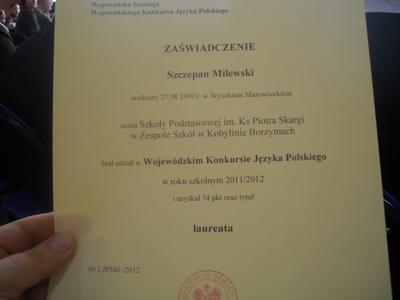 Wojewódzka Komisja
Wojewódzkiego Konkursu Języka Polskiego
ZAŚWIADCZENIE
Szczepan Milewski
urodzony 27.08.1999 r. w Wysokiem Mazowieckiem
uczeń Szkoły Podstawowej im. Ks Piotra Skargi
w Zespole Szkół w Kobylinie Borzymach
brał udział w Wojewódzkim Konkursie Języka Polskiego
w roku szkolnym 2011/2012
i uzyskał 34 pkt oraz tytuł
laureata
Nr LJP540 /2012